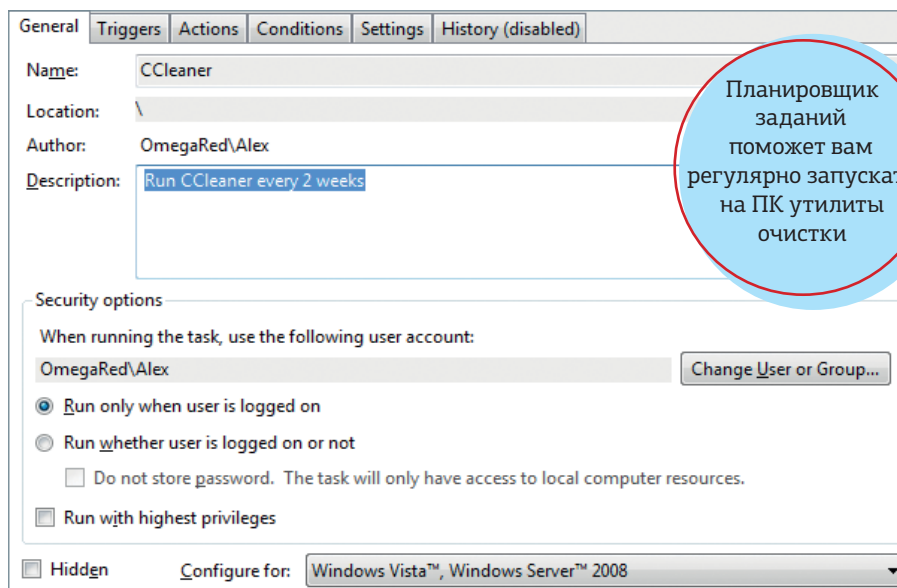 General Triggers Actions Conditions Settings History (disabled)
Name: CCleaner
Location: \
Author: OmegaRed\Alex
Description: Run CCleaner every 2 weeks
Планировщик
заданий
поможет вам
регулярно запускат
на ПК утилиты
очистки
Security options
When running the task, use the following user account:
OmegaRed\Alex Change User or Group...
Run only when user is logged on
Run whether user is logged on or not
Do not store password. The task will only have access to local computer resources.
Run with highest privileges
Hidden Configure for: Windows Vista™, Windows Server™ 2008